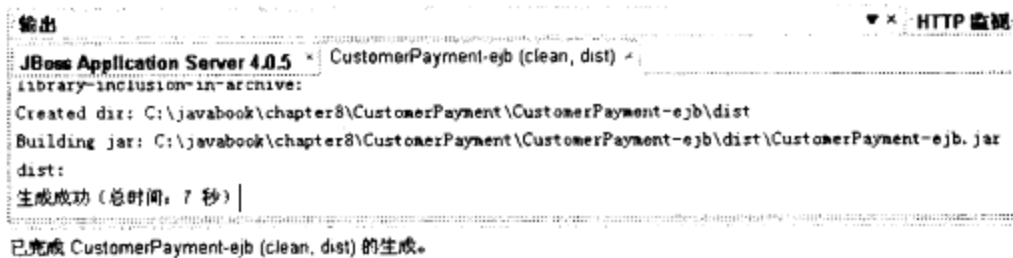 输出 HTTP 监视
JBoss Application Server 4.0.5 CustomerPayment-ejb (clean, dist)
library-inclusion-in-archive:
Created dir: C:\javabook\chapter8\CustomerPayment\CustomerPayment-ejb\dist
Building jar: C:\javabook\chapter8\CustomerPayment\CustomerPayment-ejb\dist\CustomerPayment-ejb.jar
dist:
生成成功（总时间：7 秒）
已完成 CustomerPayment-ejb (clean, dist) 的生成。